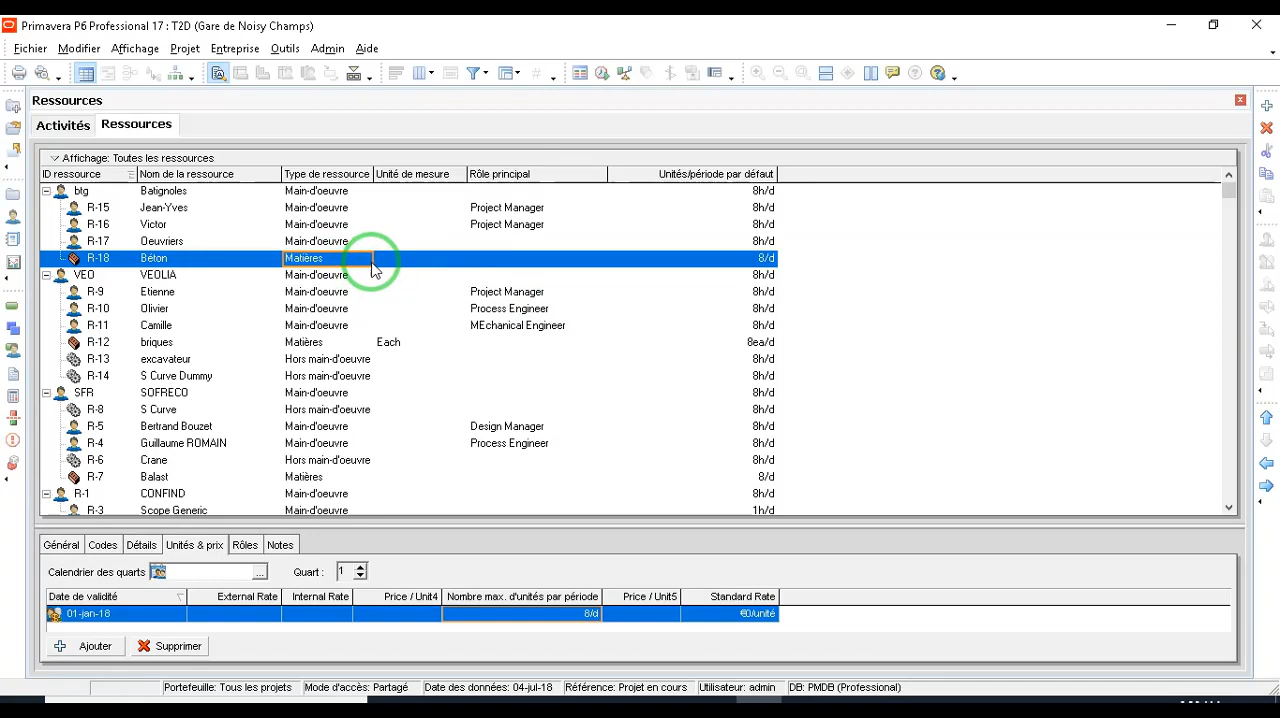 Primavera P6 Professional 17 : T2D (Gare de Noisy Champs)
Fichier Modifier Affichage Projet Entreprise Outils Admin Aide
Ressources
Activités Ressources
Affichage: Toutes les ressources
ID ressource Nom de la ressource Type de ressource Unité de mesure Rôle principal Unités/période par défaut
btg Batignoles Main-d'oeuvre 8h/d
R-15 Jean-Yves Main-d'oeuvre Project Manager 8h/d
R-16 Victor Main-d'oeuvre Project Manager 8h/d
R-17 Oeuvriers Main-d'oeuvre 8h/d
R-18 Béton Matières 8/d
VEO VEOLIA Main-d'oeuvre 8h/d
R-9 Etienne Main-d'oeuvre Project Manager 8h/d
R-10 Olivier Main-d'oeuvre Process Engineer 8h/d
R-11 Camille Main-d'oeuvre MEchanical Engineer 8h/d
R-12 briques Matières Each 8ea/d
R-13 excavateur Hors main-d'oeuvre 8h/d
R-14 S Curve Dummy Hors main-d'oeuvre 8h/d
SFR SOFRECO Main-d'oeuvre 8h/d
R-8 S Curve Hors main-d'oeuvre 8h/d
R-5 Bertrand Bouzet Main-d'oeuvre Design Manager 8h/d
R-4 Guillaume ROMAIN Main-d'oeuvre Process Engineer 8h/d
R-6 Crane Hors main-d'oeuvre 8h/d
R-7 Balast Matières 8/d
R-1 CONFIND Main-d'oeuvre 8h/d
R-3 Scope Generic Main-d'oeuvre 1h/d
Général Codes Détails Unités & prix Rôles Notes
Calendrier des quarts ... Quart : 1
Date de validité External Rate Internal Rate Price / Unit4 Nombre max. d'unités par période Price / Unit5 Standard Rate
01-jan-18 8/d €0/unité
Ajouter Supprimer
Portefeuille: Tous les projets Mode d'accès: Partagé Date des données: 04-jul-18 Référence: Projet en cours Utilisateur: admin DB: PMDB (Professional)